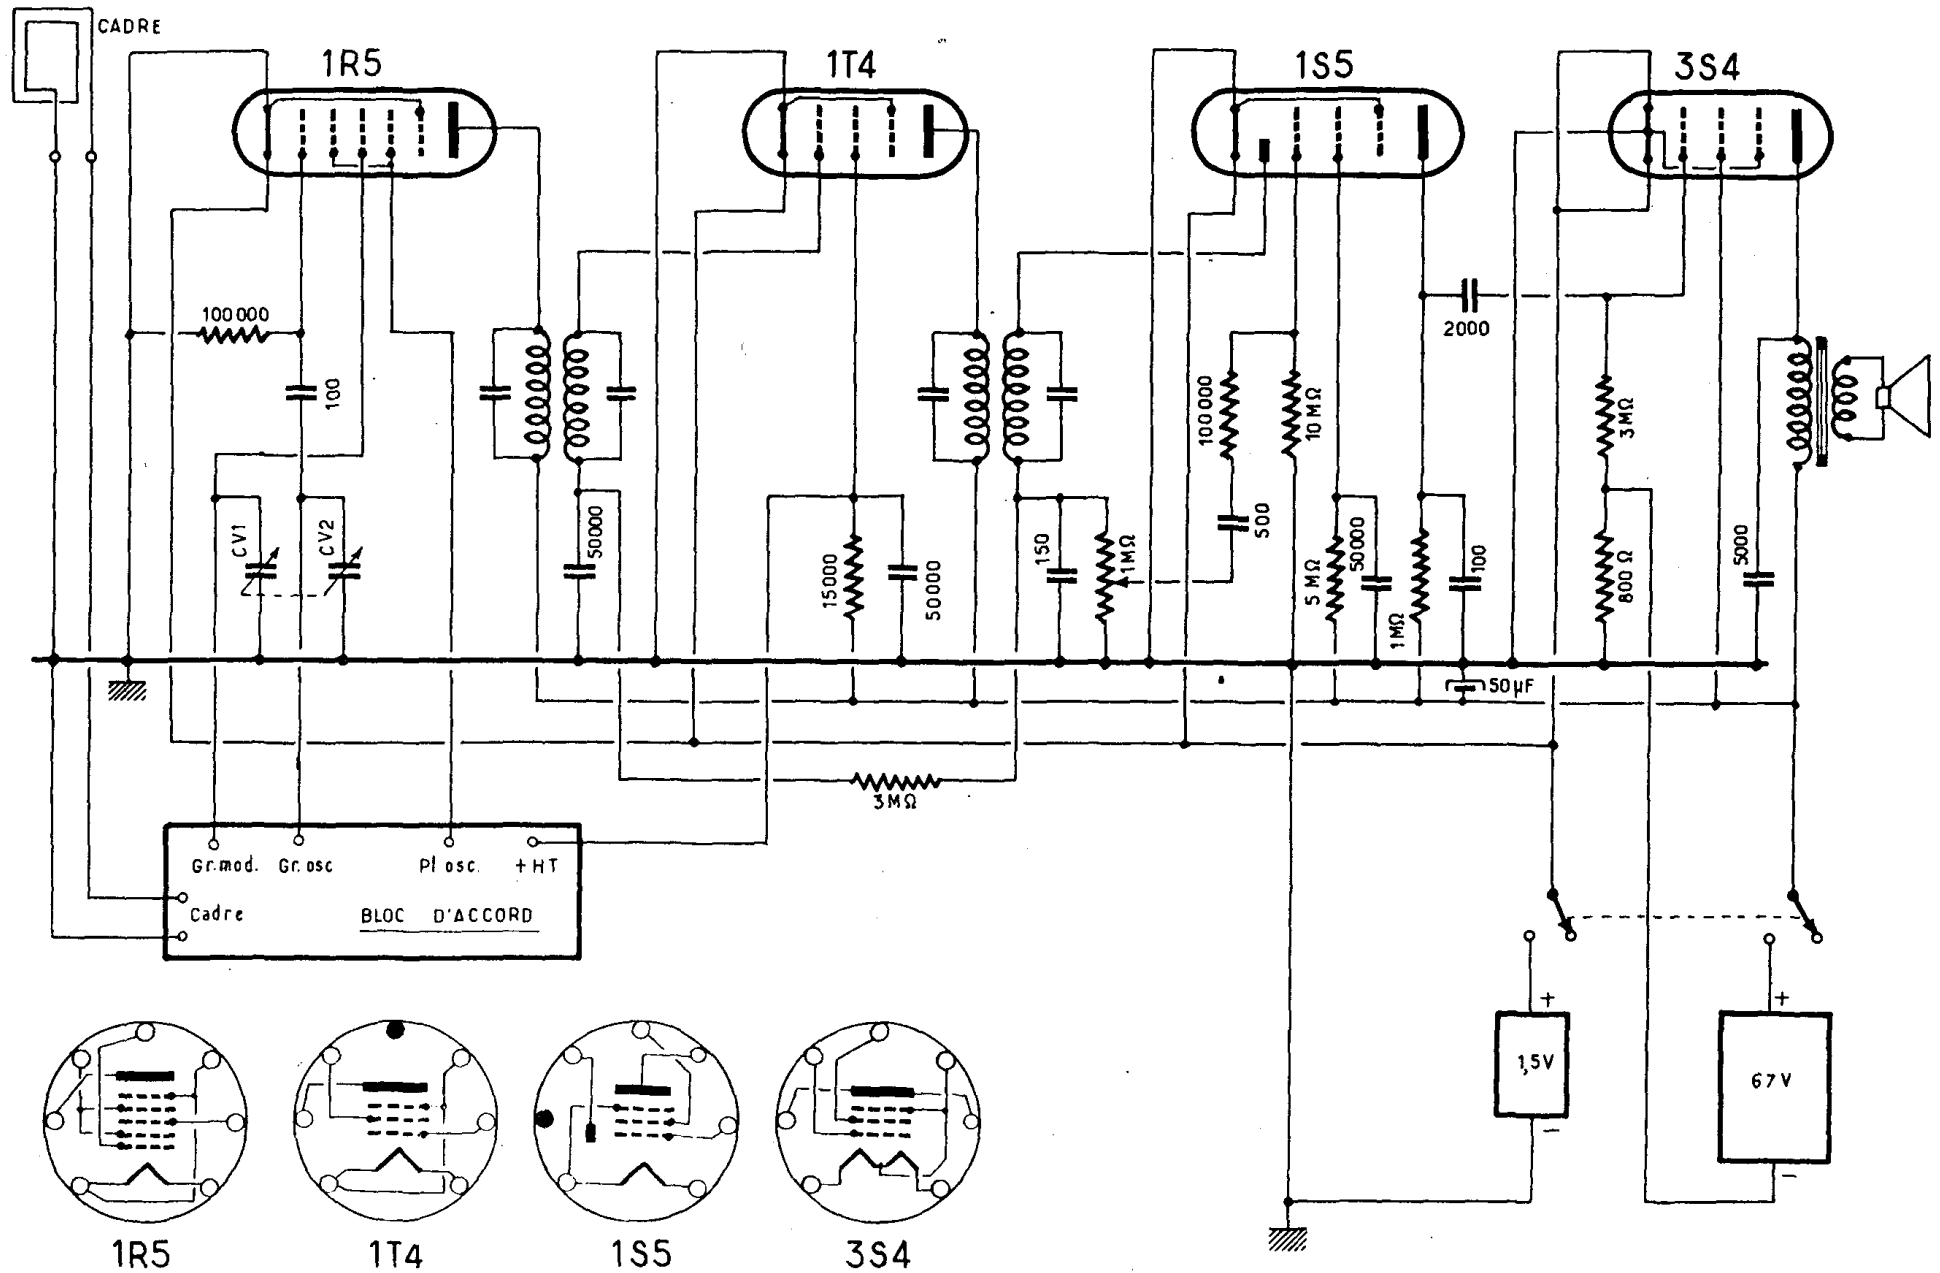 CADRE
1R5
1T4
1S5
3S4
100 000
100
CV1
CV2
50000
15000
50000
150
1MΩ
100 000
10 MΩ
500
5 MΩ
50000
1MΩ
100
2000
3MΩ
800 Ω
5000
50 µF
3MΩ
Gr.mod. Gr.osc Pl osc. +HT
Cadre
BLOC D'ACCORD
+
1,5V
−
+
67V
−
1R5
1T4
1S5
3S4